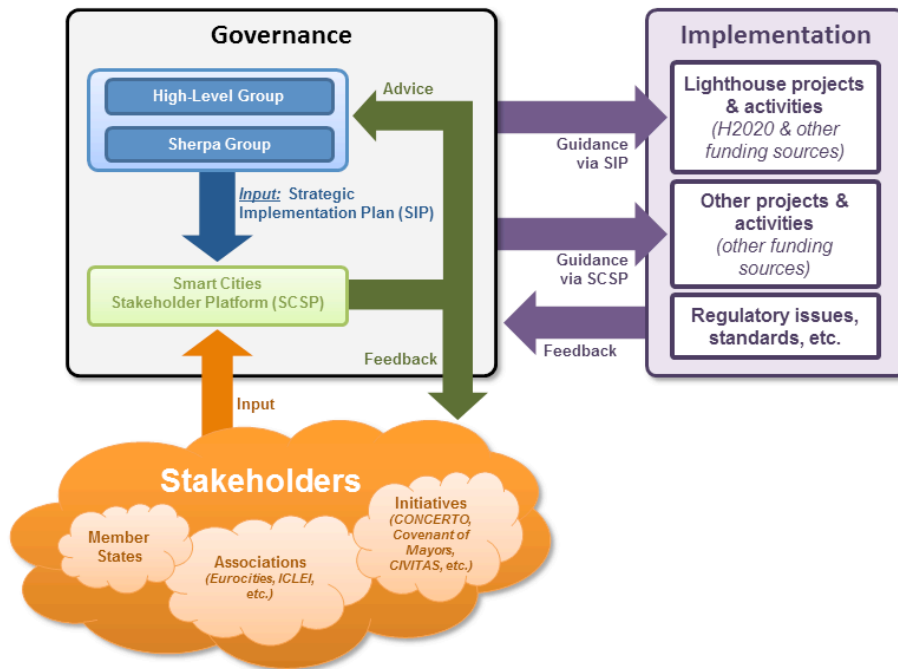 Governance
High-Level Group
Sherpa Group
Advice
Input: Strategic
Implementation Plan (SIP)
Smart Cities
Stakeholder Platform (SCSP)
Feedback
Input
Guidance
via SIP
Guidance
via SCSP
Feedback
Implementation
Lighthouse projects
& activities
(H2020 & other
funding sources)
Other projects &
activities
(other funding
sources)
Regulatory issues,
standards, etc.
Stakeholders
Member
States
Associations
(Eurocities, ICLEI,
etc.)
Initiatives
(CONCERTO,
Covenant of
Mayors,
CIVITAS, etc.)